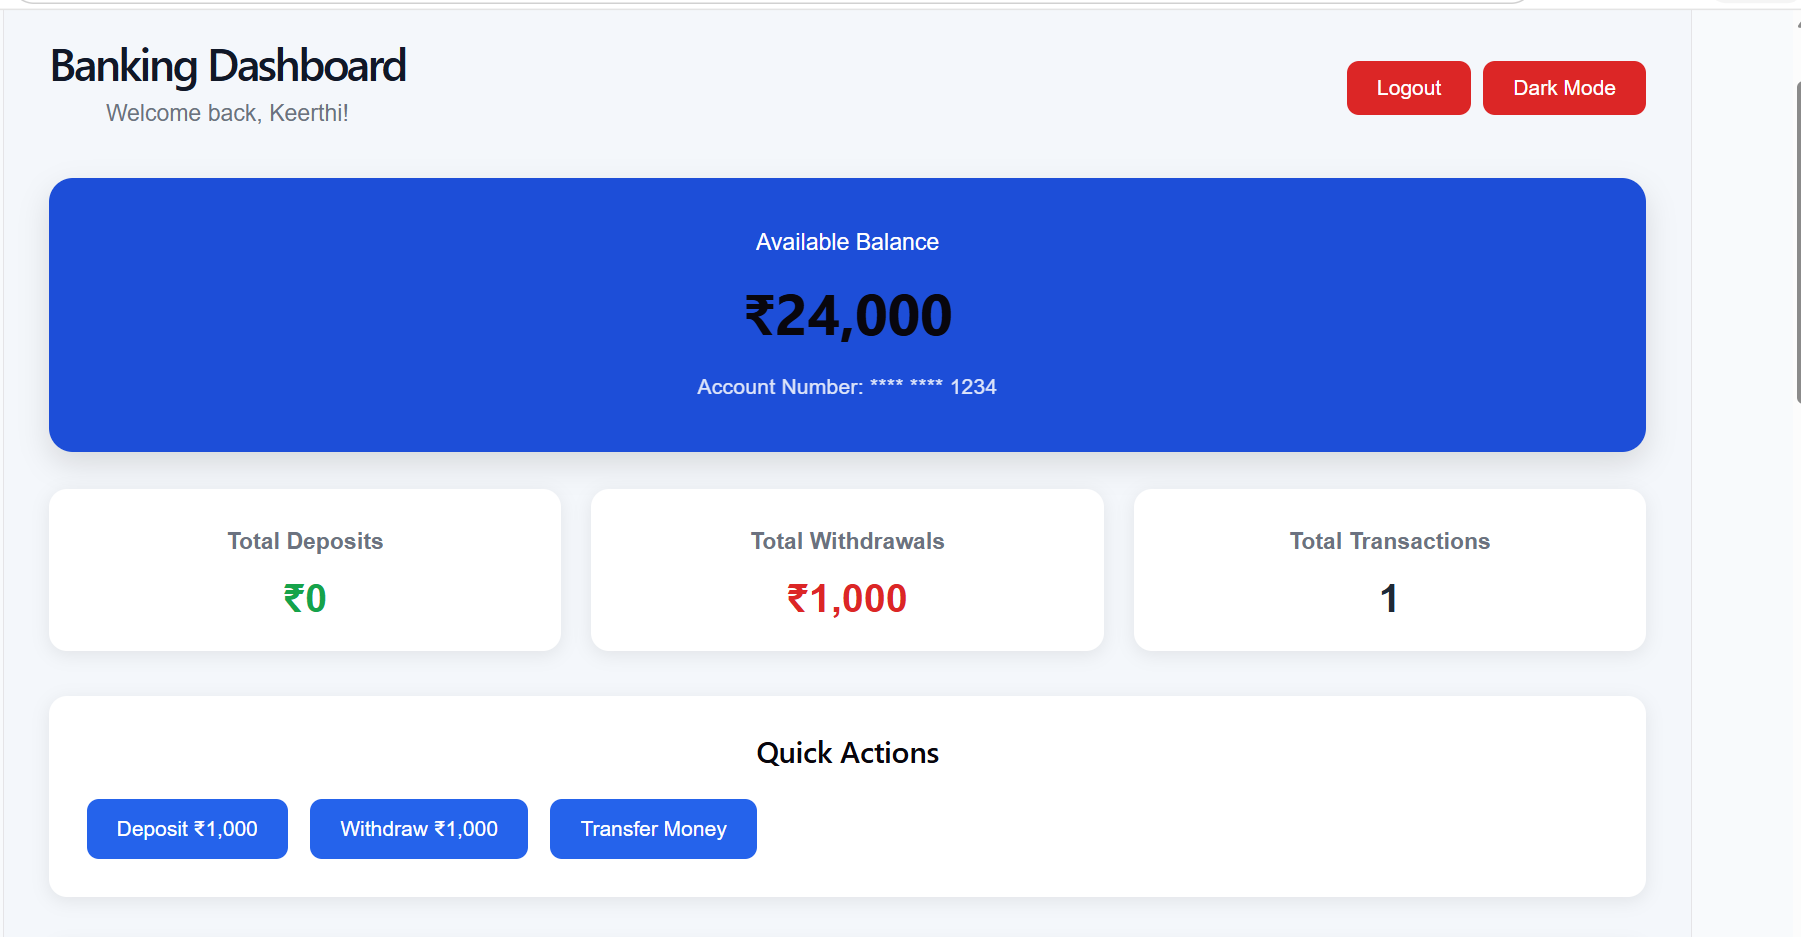 Banking Dashboard
Welcome back, Keerthi!
Logout
Dark Mode
Available Balance
₹24,000
Account Number: **** **** 1234
Total Deposits
₹0
Total Withdrawals
₹1,000
Total Transactions
1
Quick Actions
Deposit ₹1,000
Withdraw ₹1,000
Transfer Money